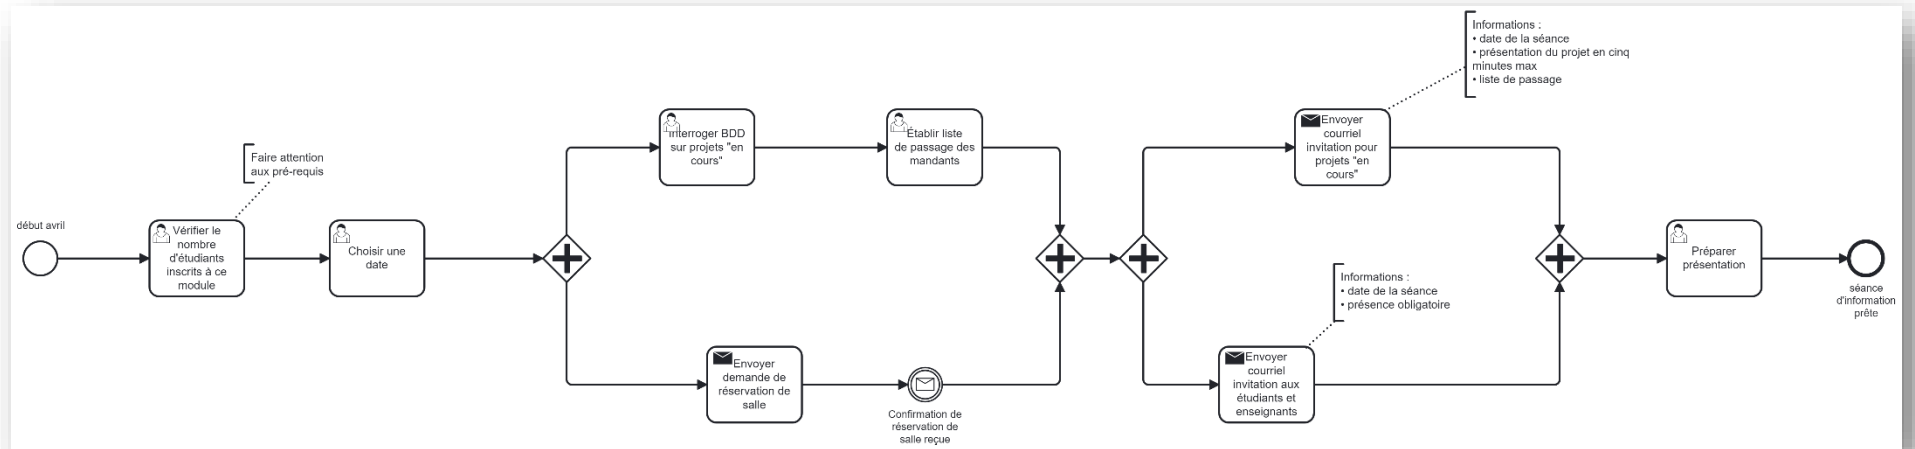 début avril
Faire attention
aux pré-requis
Vérifier le
nombre
d'étudiants
inscrits à ce
module
Choisir une
date
Interroger BDD
sur projets "en
cours"
Établir liste
de passage des
mandants
Envoyer
demande de
réservation de
salle
Confirmation de
réservation de
salle reçue
Informations :
• date de la séance
• présentation du projet en cinq
minutes max
• liste de passage
Envoyer
courriel
invitation pour
projets "en
cours"
Informations :
• date de la séance
• présence obligatoire
Envoyer
courriel
invitation aux
étudiants et
enseignants
Préparer
présentation
séance
d'information
prête